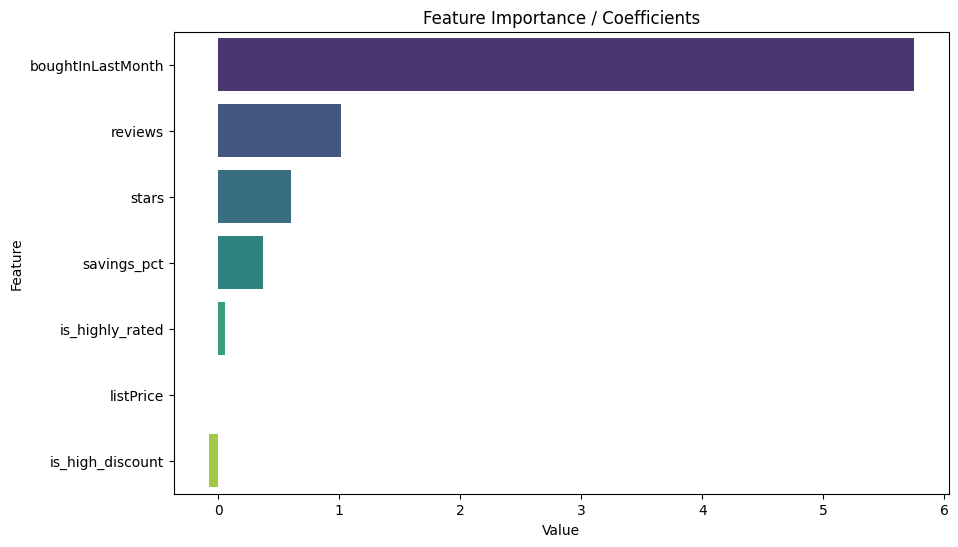 Feature Importance / Coefficients
boughtInLastMonth
reviews
stars
savings_pct
is_highly_rated
listPrice
is_high_discount
Feature
0 1 2 3 4 5 6
Value